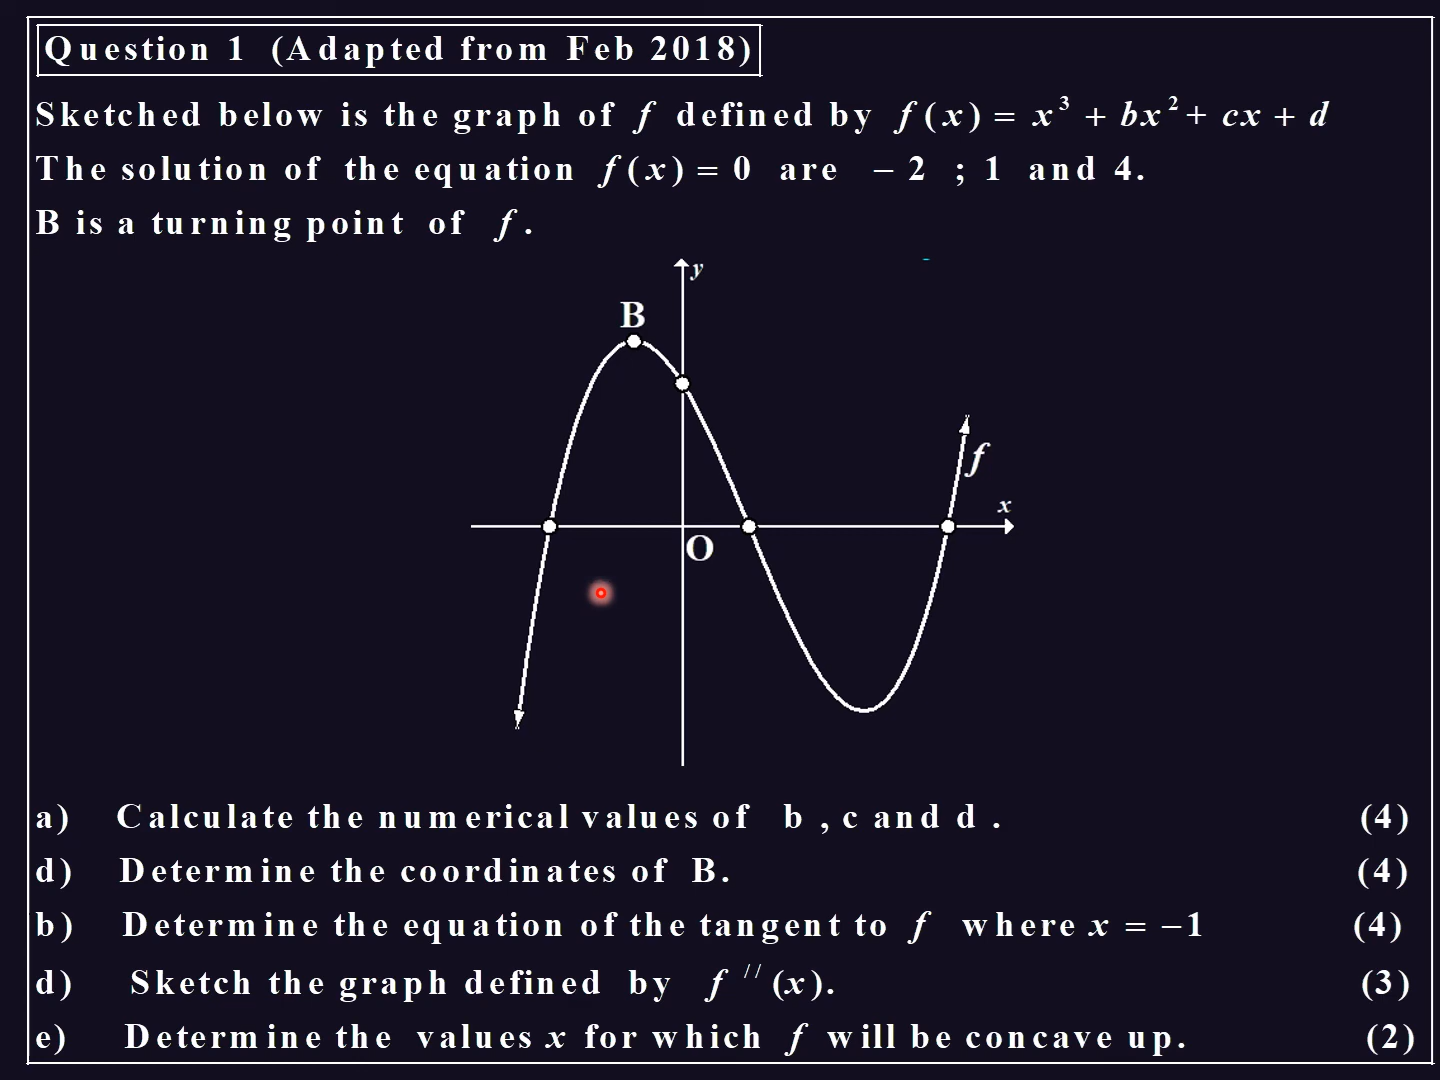 Question 1 (Adapted from Feb 2018)
Sketched below is the graph of f defined by f(x) = x³ + bx² + cx + d
The solution of the equation f(x) = 0 are − 2 ; 1 and 4.
B is a turning point of f.
y
B
f
x
O
a) Calculate the numerical values of b , c and d . (4)
d) Determine the coordinates of B. (4)
b) Determine the equation of the tangent to f where x = −1 (4)
d) Sketch the graph defined by f ′′ (x). (3)
e) Determine the values x for which f will be concave up. (2)